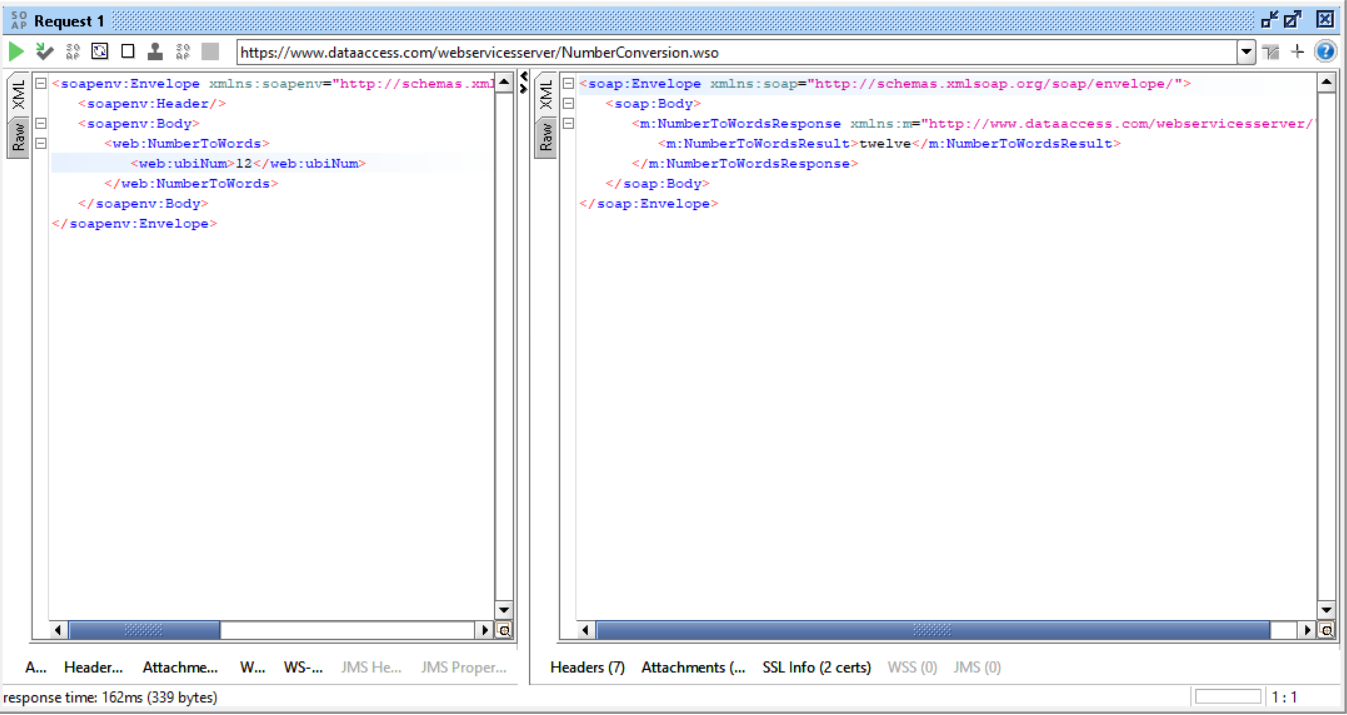 SO AP Request 1
SO AP SO AP https://www.dataaccess.com/webservicesserver/NumberConversion.wso
XML
Raw
<soapenv:Envelope xmlns:soapenv="http://schemas.xml
<soapenv:Header/>
<soapenv:Body>
<web:NumberToWords>
<web:ubiNum>12</web:ubiNum>
</web:NumberToWords>
</soapenv:Body>
</soapenv:Envelope>
XML
Raw
<soap:Envelope xmlns:soap="http://schemas.xmlsoap.org/soap/envelope/">
<soap:Body>
<m:NumberToWordsResponse xmlns:m="http://www.dataaccess.com/webservicesserver/"
<m:NumberToWordsResult>twelve</m:NumberToWordsResult>
</m:NumberToWordsResponse>
</soap:Body>
</soap:Envelope>
A... Header... Attachme... W... WS-... JMS He... JMS Proper...
Headers (7) Attachments (... SSL Info (2 certs) WSS (0) JMS (0)
response time: 162ms (339 bytes)
1 : 1